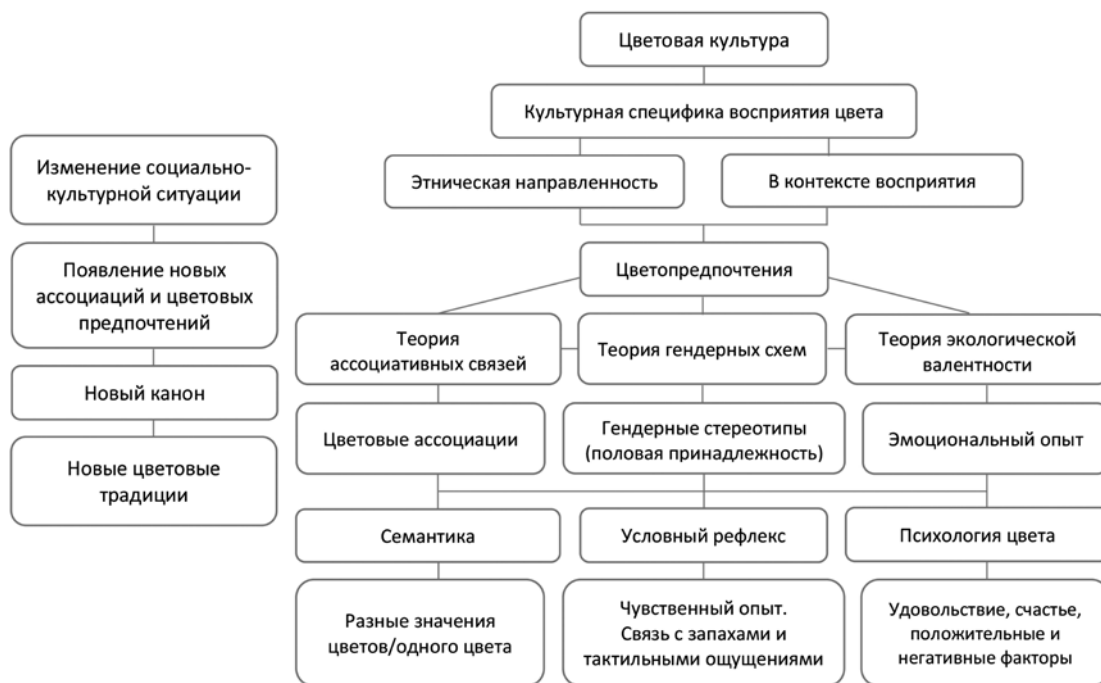 Цветовая культура
Культурная специфика восприятия цвета
Этническая направленность
В контексте восприятия
Изменение социально-
культурной ситуации
Появление новых
ассоциаций и цветовых
предпочтений
Новый канон
Новые цветовые
традиции
Цветопредпочтения
Теория
ассоциативных связей
Теория гендерных схем
Теория экологической
валентности
Цветовые ассоциации
Гендерные стереотипы
(половая принадлежность)
Эмоциональный опыт
Семантика
Условный рефлекс
Психология цвета
Разные значения
цветов/одного цвета
Чувственный опыт.
Связь с запахами и
тактильными ощущениями
Удовольствие, счастье,
положительные и
негативные факторы